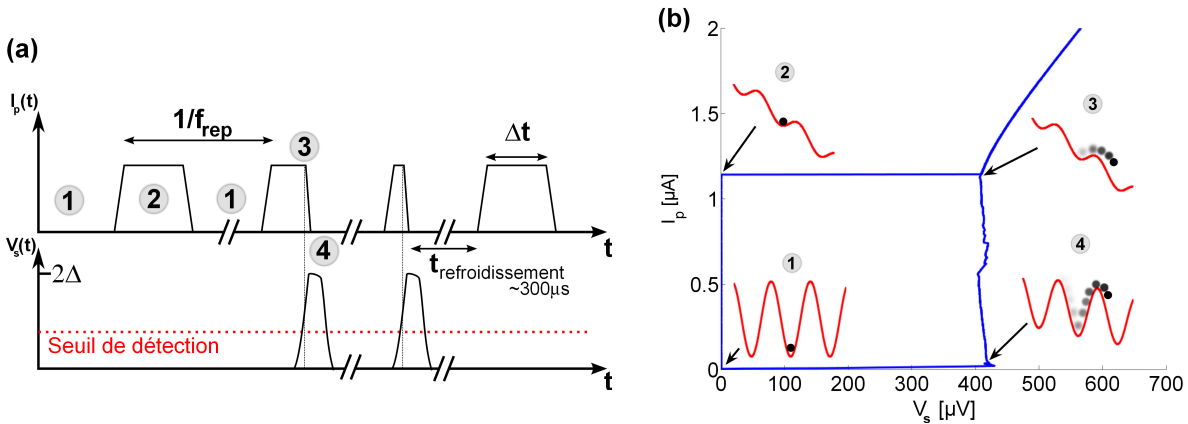 (a)
Ip(t)
1/frep
3
Δt
1
2
1
t
Vs(t)
4
2Δ
trefroidissement
~300µs
Seuil de détection
t
(b)
2
1.5
1
0.5
0
Ip [µA]
2
3
1
4
0
100
200
300
400
500
600
700
Vs [µV]